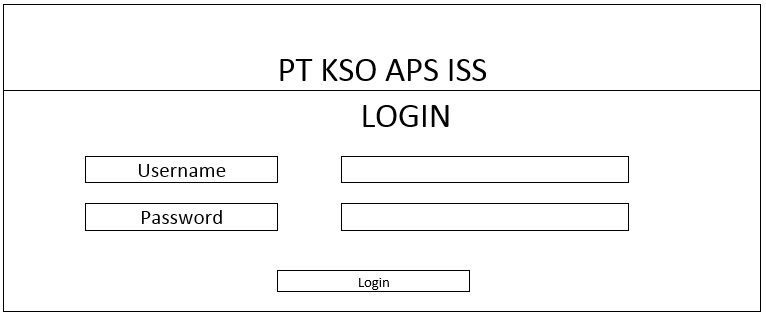 PT KSO APS ISS
LOGIN
Username
Password
Login